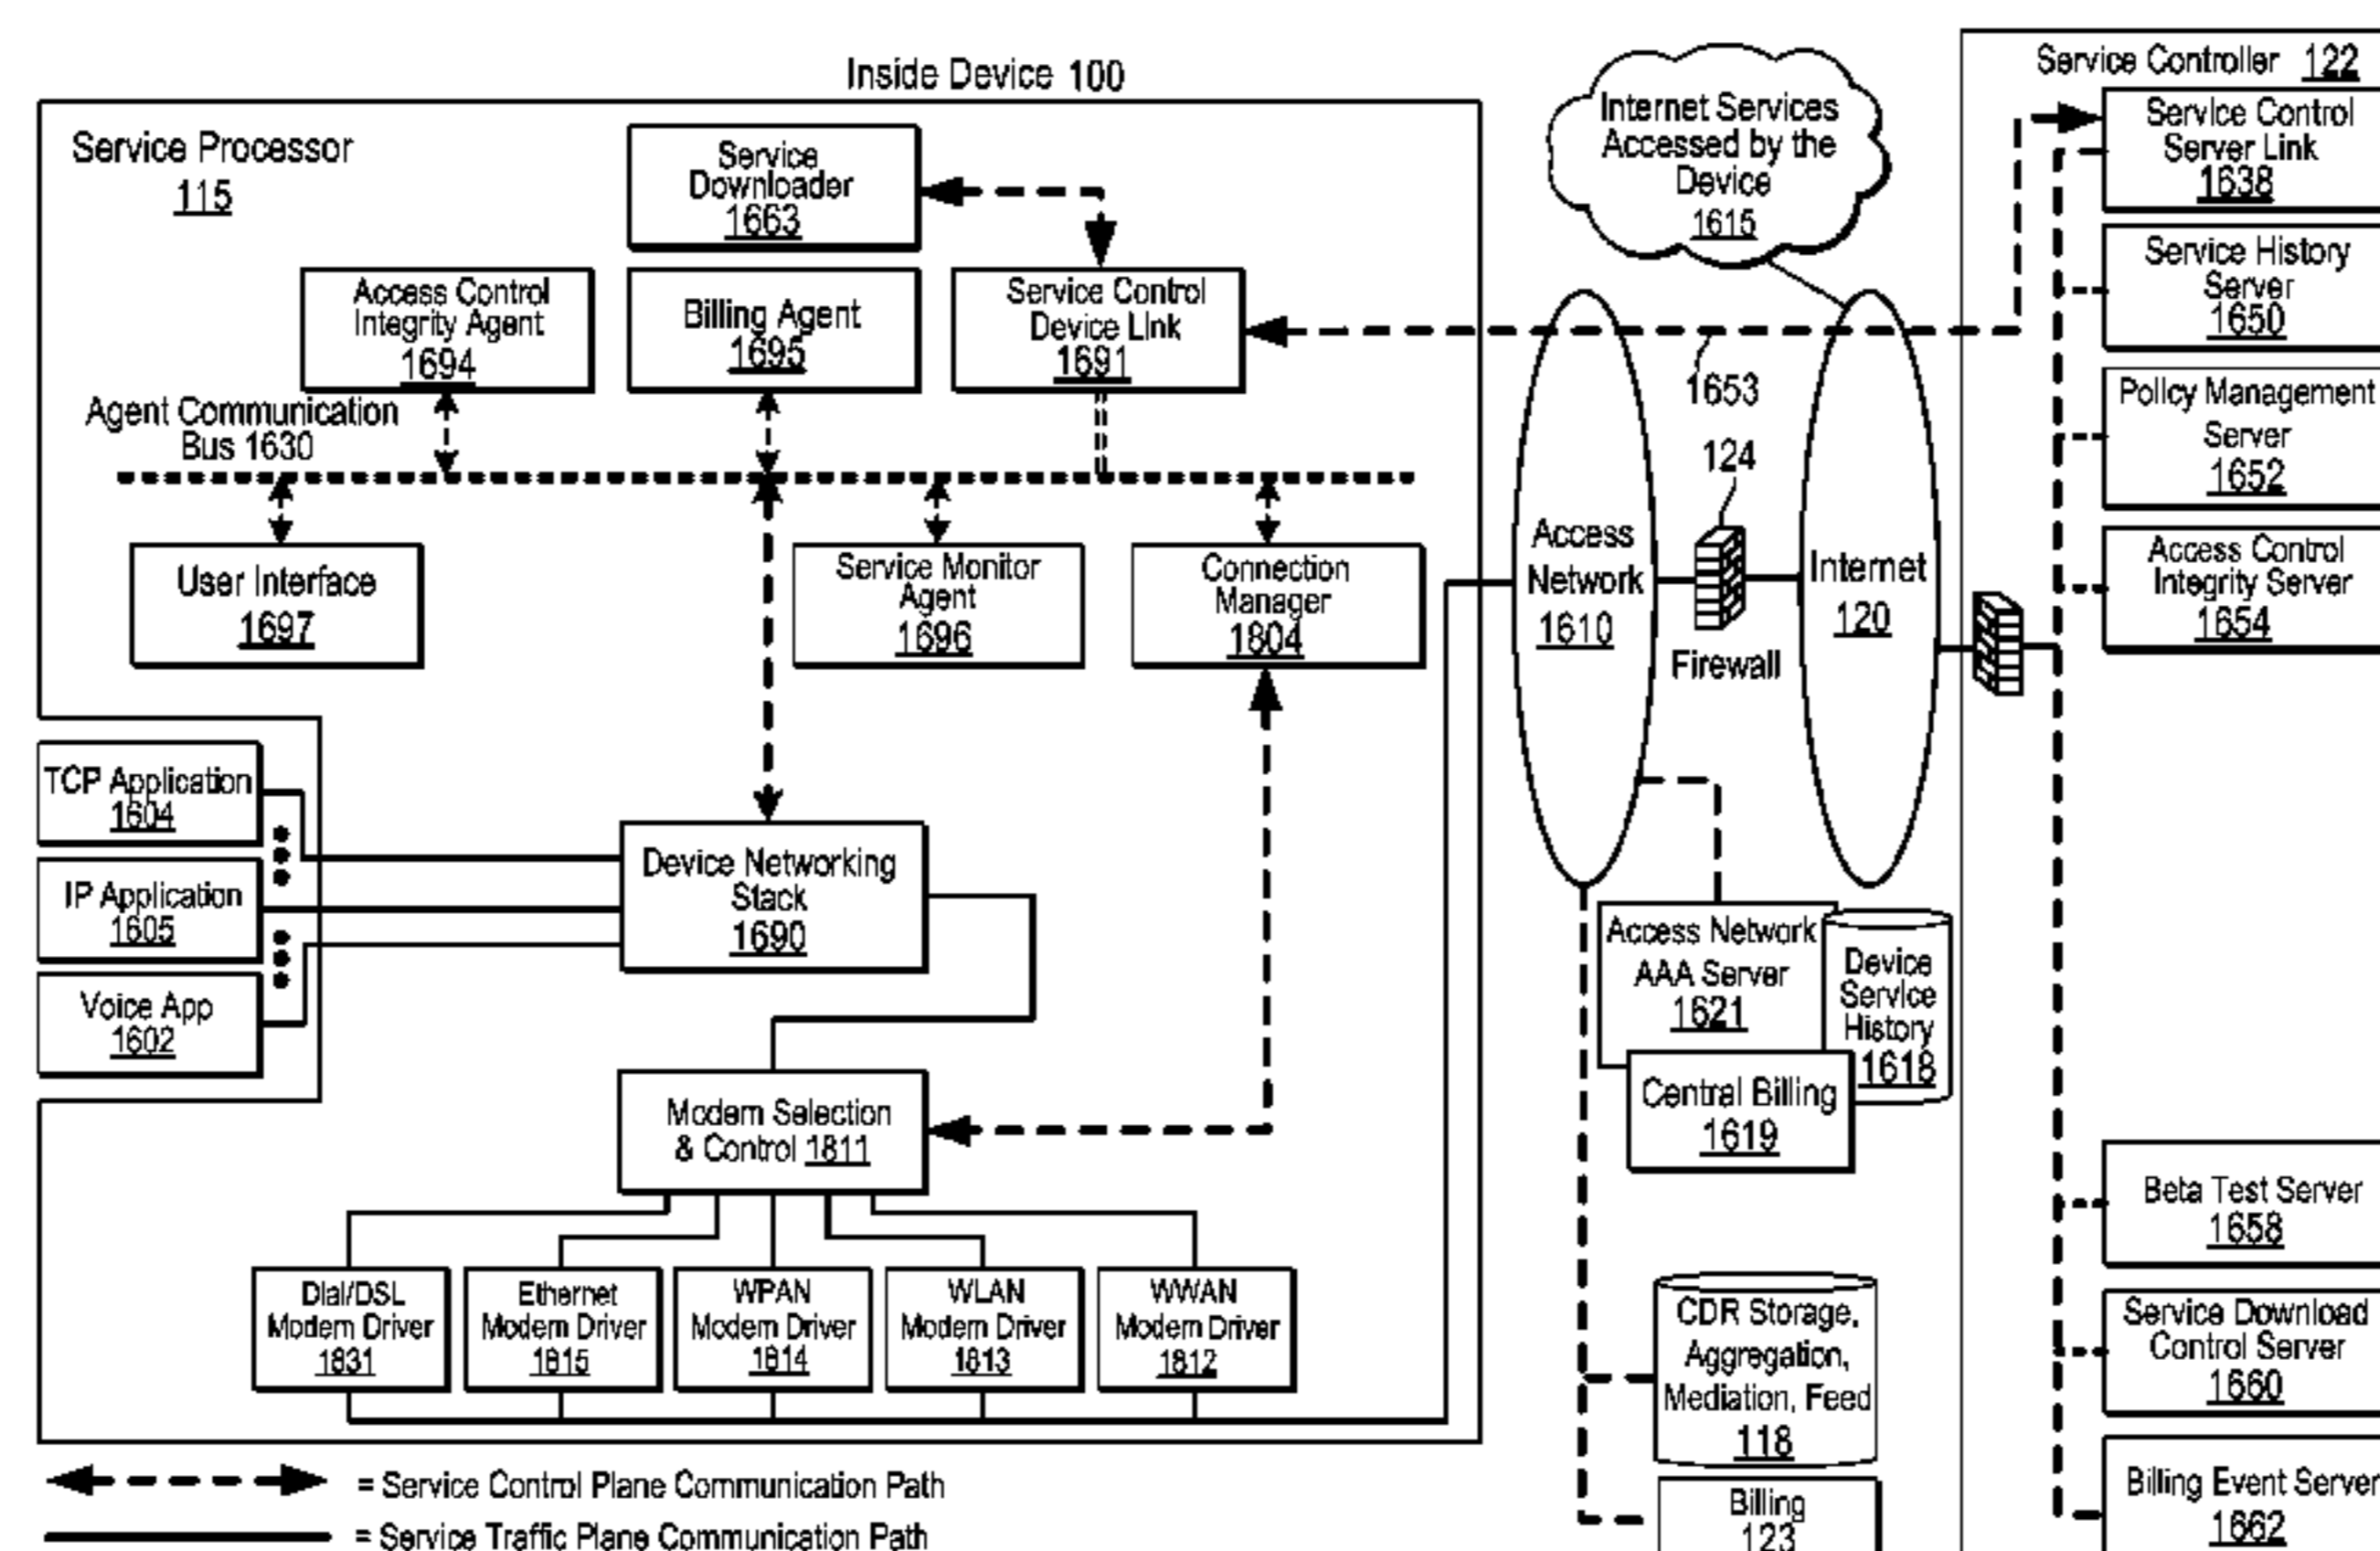 Inside Device 100
Service Processor
115
Service
Downloader
1663
Access Control
Integrity Agent
1694
Billing Agent
1695
Service Control
Device Link
1691
Agent Communication
Bus 1630
User Interface
1697
Service Monitor
Agent
1696
Connection
Manager
1804
TCP Application
1604
IP Application
1605
Voice App
1602
Device Networking
Stack
1690
Modem Selection
& Control 1811
Dial/DSL
Modem Driver
1831
Ethernet
Modem Driver
1815
WPAN
Modem Driver
1814
WLAN
Modem Driver
1813
WWAN
Modem Driver
1812
= Service Control Plane Communication Path
= Service Traffic Plane Communication Path
Internet Services
Accessed by the
Device
1615
1653
124
Access
Network
1610
Firewall
Internet
120
Access Network
AAA Server
1621
Device
Service
History
1618
Central Billing
1619
CDR Storage,
Aggregation,
Mediation, Feed
118
Billing
123
Service Controller 122
Service Control
Server Link
1638
Service History
Server
1650
Policy Management
Server
1652
Access Control
Integrity Server
1654
Beta Test Server
1658
Service Download
Control Server
1660
Billing Event Server
1662